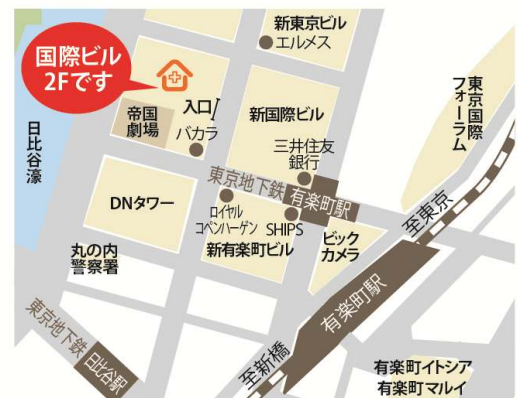 国際ビル
2Fです
新東京ビル
エルメス
入口
帝国
劇場
バカラ
新国際ビル
三井住友
銀行
東京国際
フォーラム
日比谷濠
東京地下鉄
有楽町駅
DNタワー
ロイヤル
コペンハーゲン
SHIPS
新有楽町ビル
ビック
カメラ
至東京
丸の内
警察署
有楽町駅
東京地下鉄
日比谷駅
至新橋
有楽町イトシア
有楽町マルイ